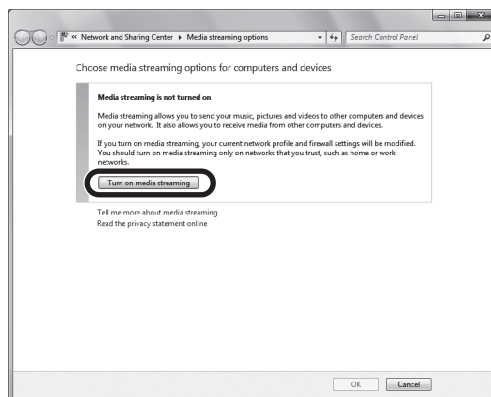 « Network and Sharing Center ▸ Media streaming options
Search Control Panel
Choose media streaming options for computers and devices
Media streaming is not turned on
Media streaming allows you to send your music, pictures and videos to other computers and devices
on your network. It also allows you to receive media from other computers and devices.
If you turn on media streaming, your current network profile and firewall settings will be modified.
You should turn on media streaming only on networks that you trust, such as home or work
networks.
Turn on media streaming
Tell me more about media streaming
Read the privacy statement online
OK
Cancel